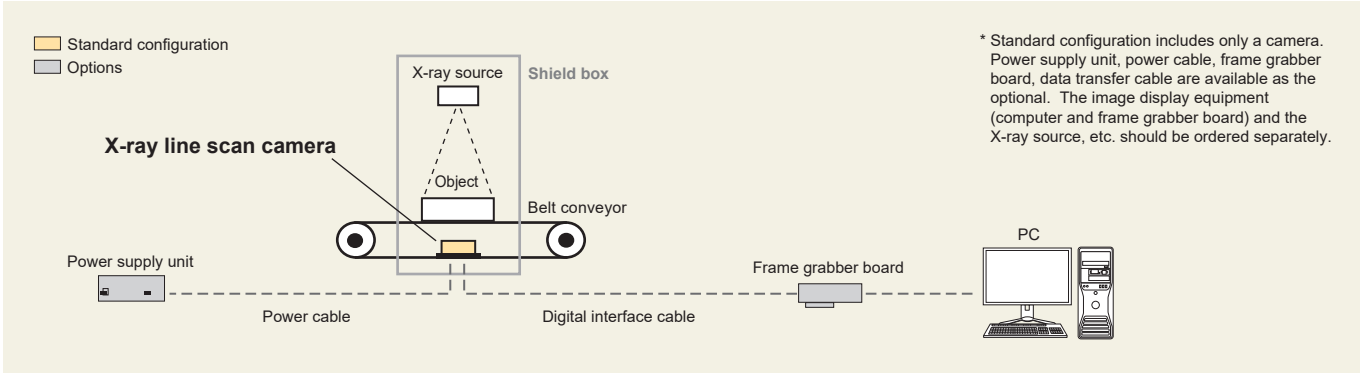 Standard configuration
Options
X-ray source
Shield box
X-ray line scan camera
Object
Belt conveyor
Power supply unit
Power cable
Digital interface cable
Frame grabber board
PC
* Standard configuration includes only a camera.
Power supply unit, power cable, frame grabber
board, data transfer cable are available as the
optional.  The image display equipment
(computer and frame grabber board) and the
X-ray source, etc. should be ordered separately.